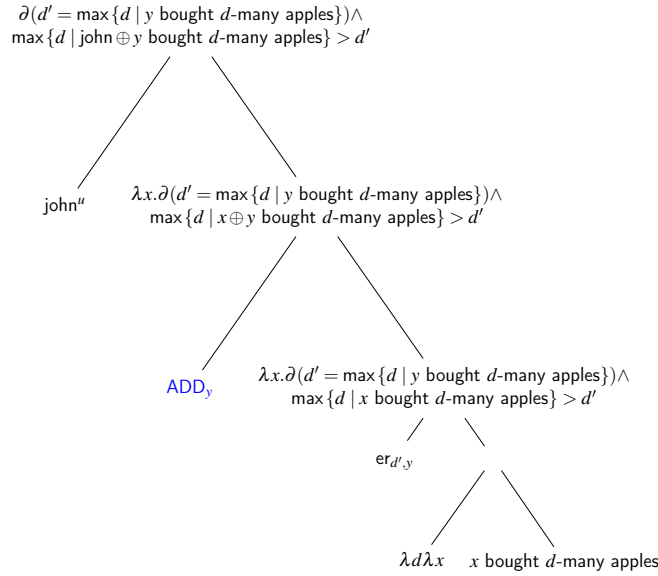 ∂(d′ = max{d | y bought d-many apples})∧
max{d | john ⊕ y bought d-many apples} > d′
johnᵘ
λx.∂(d′ = max{d | y bought d-many apples})∧
max{d | x ⊕ y bought d-many apples} > d′
ADD_y
λx.∂(d′ = max{d | y bought d-many apples})∧
max{d | x bought d-many apples} > d′
er_{d′,y}
λdλx
x bought d-many apples